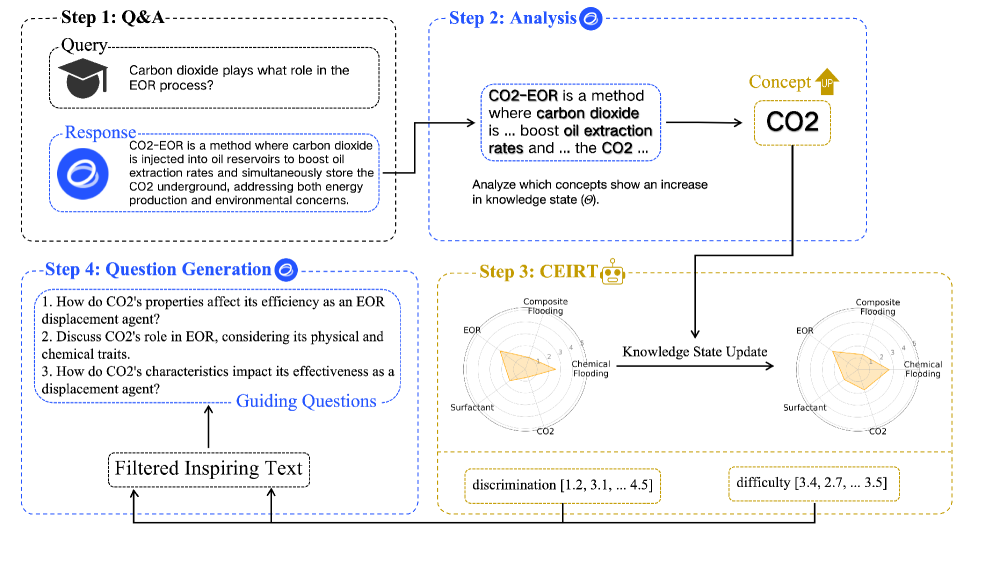 Step 1: Q&A
Query
Carbon dioxide plays what role in the
EOR process?
Response
CO2-EOR is a method where carbon dioxide
is injected into oil reservoirs to boost oil
extraction rates and simultaneously store the
CO2 underground, addressing both energy
production and environmental concerns.
Step 2: Analysis
CO2-EOR is a method
where carbon dioxide
is ... boost oil extraction
rates and ... the CO2 ...
Analyze which concepts show an increase
in knowledge state (Θ).
Concept
UP
CO2
Step 4: Question Generation
1. How do CO2's properties affect its efficiency as an EOR
displacement agent?
2. Discuss CO2's role in EOR, considering its physical and
chemical traits.
3. How do CO2's characteristics impact its effectiveness as a
displacement agent?
Guiding Questions
Filtered Inspiring Text
Step 3: CEIRT
Composite
Flooding
EOR
1 2 3 4 5
Chemical
Flooding
Surfactant
CO2
Knowledge State Update
Composite
Flooding
EOR
1 2 3 4 5
Chemical
Flooding
Surfactant
CO2
discrimination [1.2, 3.1, ... 4.5]
difficulty [3.4, 2.7, ... 3.5]